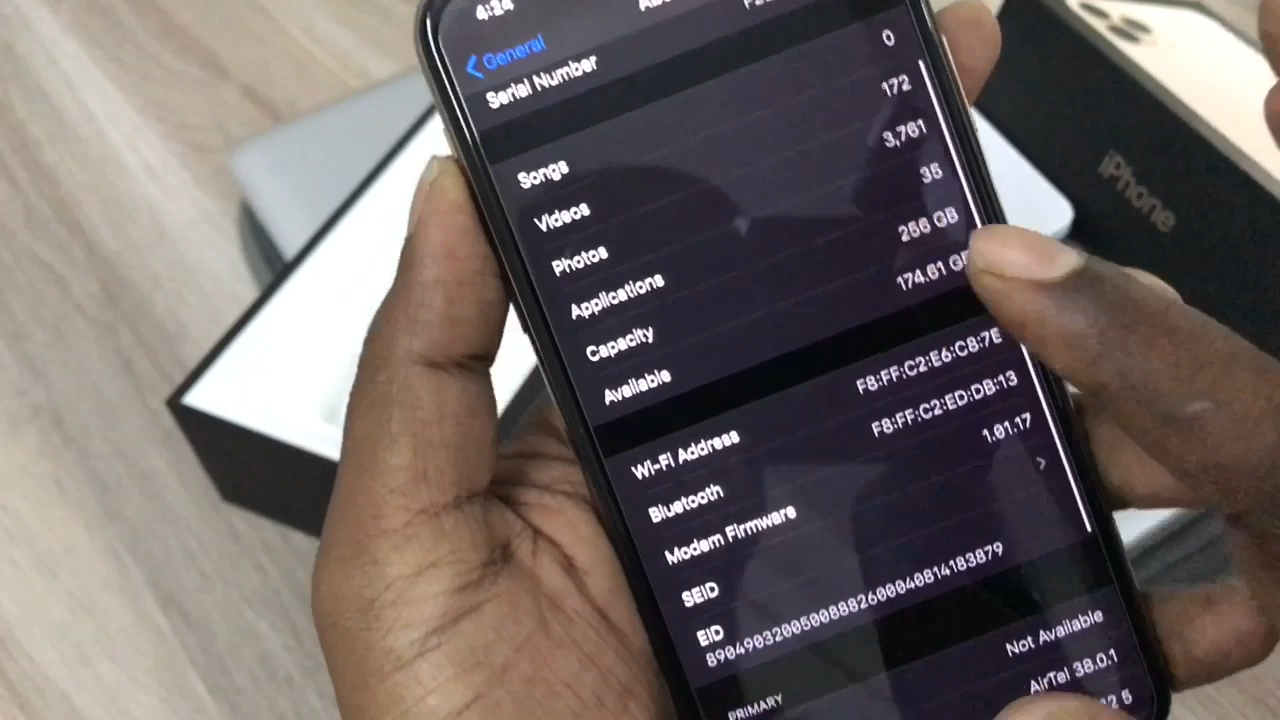 4:24
General
Serial Number
Songs 0
Videos 172
Photos 3,761
Applications 35
Capacity 256 GB
Available 174.61 GB
Wi-Fi Address F8:FF:C2:E6:C8:7E
Bluetooth F8:FF:C2:ED:DB:13
Modem Firmware 1.01.17
SEID
EID
89049032005008882600040814183879
PRIMARY
Not Available
AirTel 38.0.1
iPhone